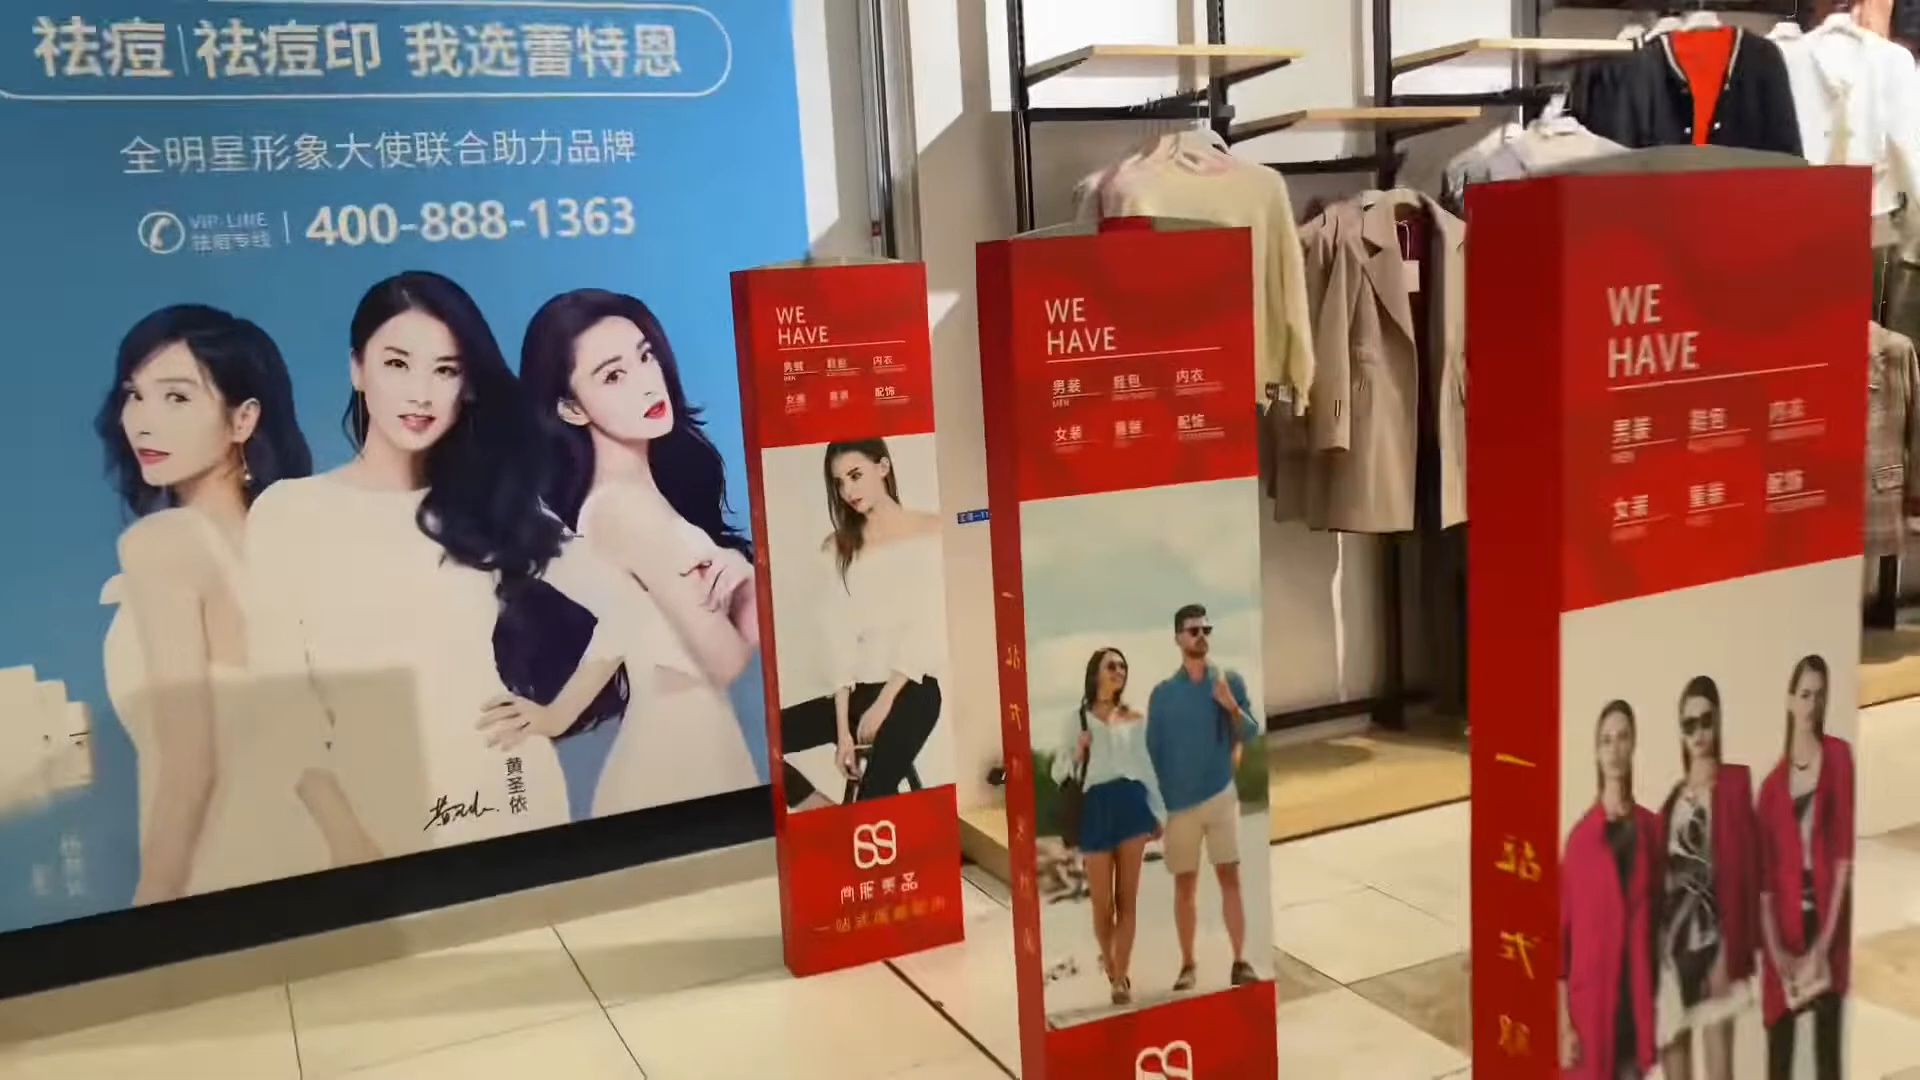 祛痘|祛痘印 我选蕾特恩
全明星形象大使联合助力品牌
VIP-LINE
祛痘专线
400-888-1363
黄圣依
WE
HAVE
男装
鞋包
内衣
MEN
女装
童装
配饰
尚服美品
WE
HAVE
男装
鞋包
内衣
MEN
女装
童装
配饰
WE
HAVE
男装
鞋包
内衣
MEN
女装
童装
配饰